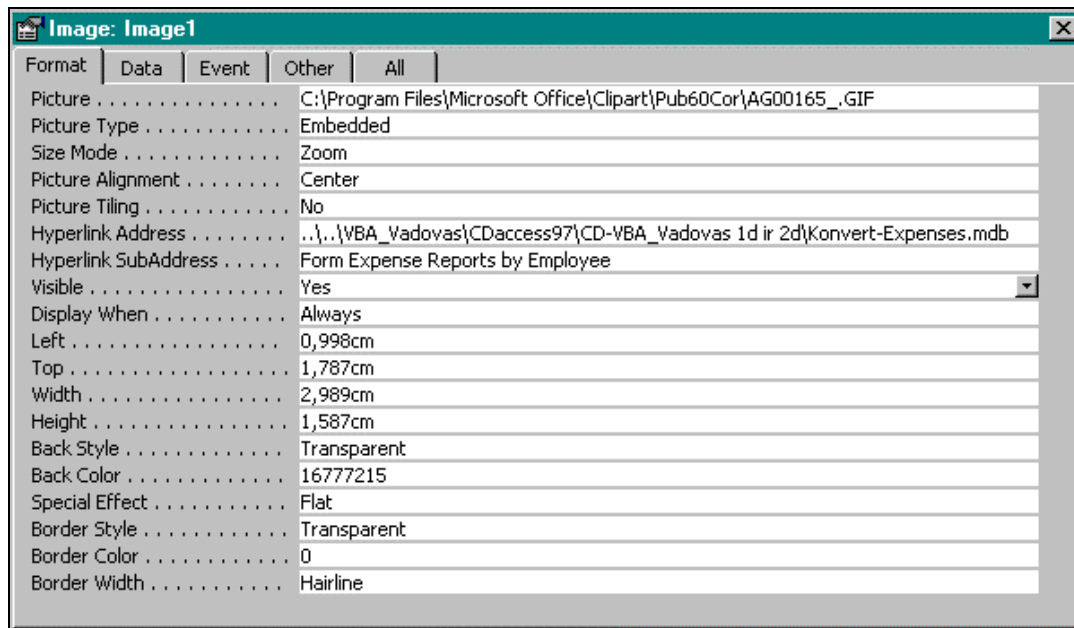 Image: Image1
Format Data Event Other All
Picture . . . . . . . . . . . . . . . C:\Program Files\Microsoft Office\Clipart\Pub60Cor\AG00165_.GIF
Picture Type . . . . . . . . . . . . Embedded
Size Mode . . . . . . . . . . . . . Zoom
Picture Alignment . . . . . . . . Center
Picture Tiling . . . . . . . . . . . . No
Hyperlink Address . . . . . . . . ..\..\VBA_Vadovas\CDaccess97\CD-VBA_Vadovas 1d ir 2d\Konvert-Expenses.mdb
Hyperlink SubAddress . . . . . Form Expense Reports by Employee
Visible . . . . . . . . . . . . . . . . Yes
Display When . . . . . . . . . . . Always
Left . . . . . . . . . . . . . . . . . . 0,998cm
Top . . . . . . . . . . . . . . . . . . 1,787cm
Width . . . . . . . . . . . . . . . . 2,989cm
Height . . . . . . . . . . . . . . . . 1,587cm
Back Style . . . . . . . . . . . . . Transparent
Back Color . . . . . . . . . . . . . 16777215
Special Effect . . . . . . . . . . . Flat
Border Style . . . . . . . . . . . . Transparent
Border Color . . . . . . . . . . . . 0
Border Width . . . . . . . . . . . Hairline